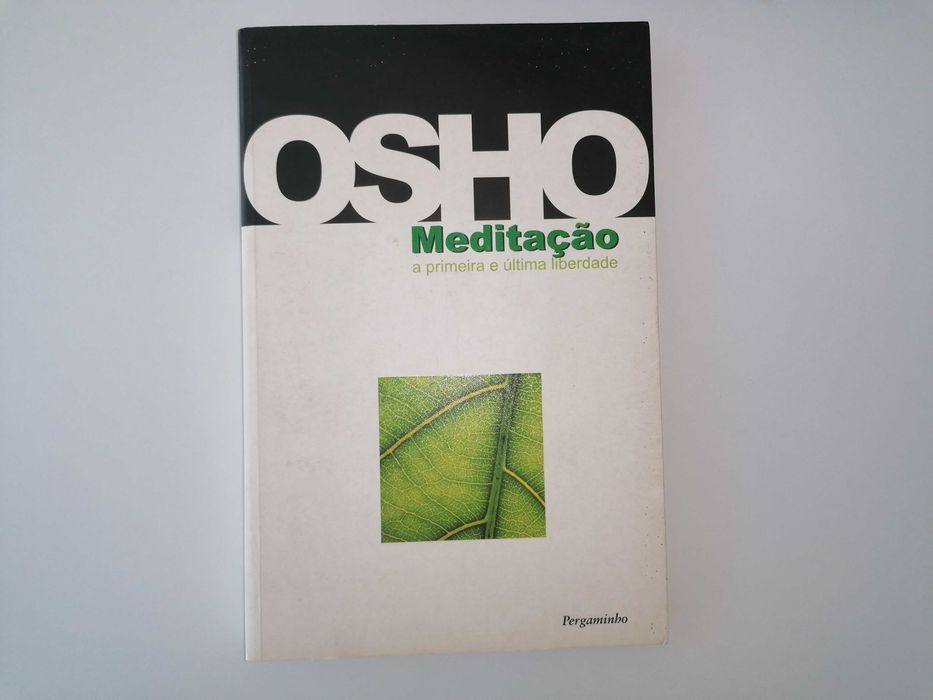 OSHO
Meditação
a primeira e última liberdade
Pergaminho